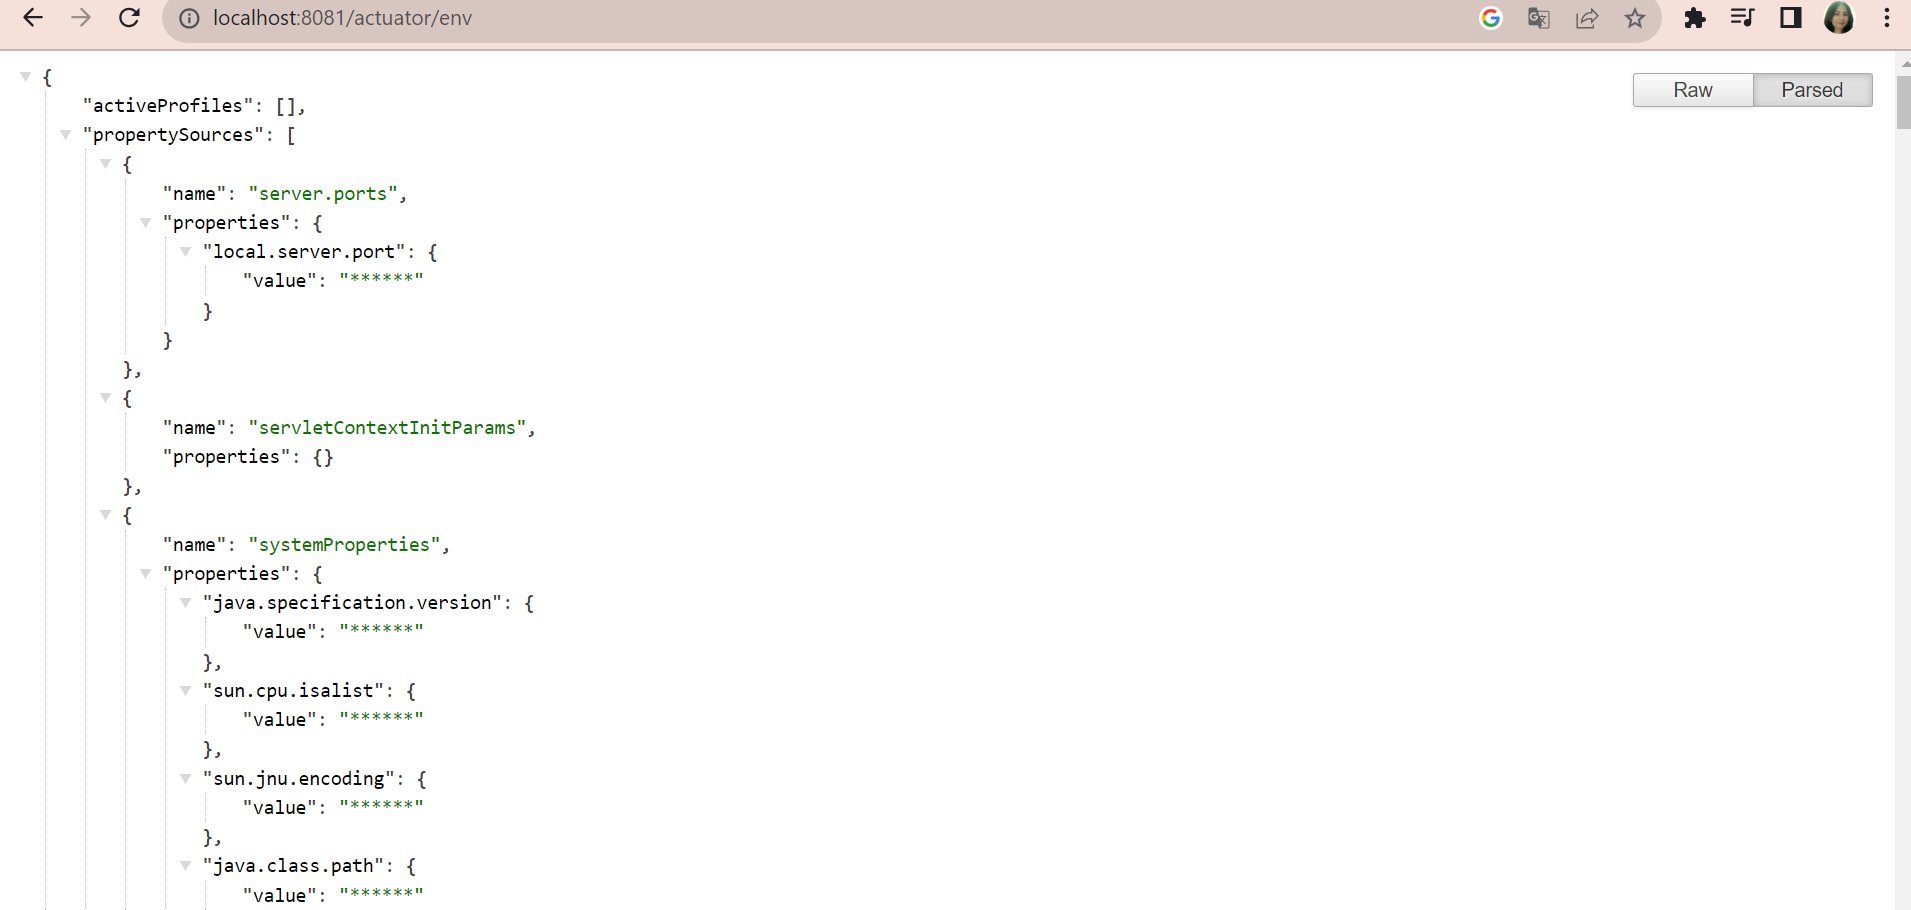 localhost:8081/actuator/env
Raw Parsed
{
"activeProfiles": [],
"propertySources": [
{
"name": "server.ports",
"properties": {
"local.server.port": {
"value": "******"
}
}
},
{
"name": "servletContextInitParams",
"properties": {}
},
{
"name": "systemProperties",
"properties": {
"java.specification.version": {
"value": "******"
},
"sun.cpu.isalist": {
"value": "******"
},
"sun.jnu.encoding": {
"value": "******"
},
"java.class.path": {
"value": "******"